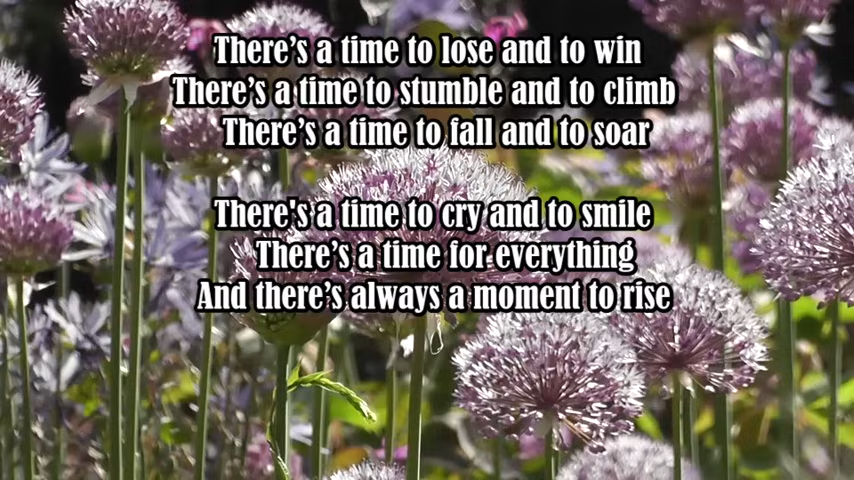 There’s a time to lose and to win
There’s a time to stumble and to climb
There’s a time to fall and to soar
There's a time to cry and to smile
There’s a time for everything
And there’s always a moment to rise